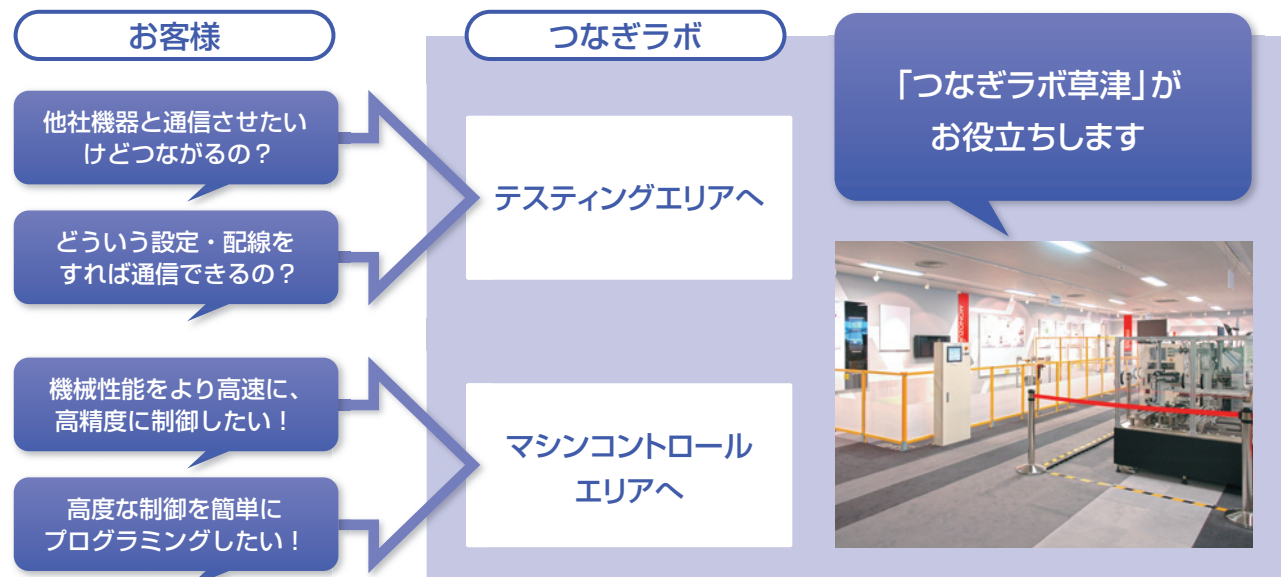 お客様
つなぎラボ
他社機器と通信させたい
けどつながるの？
どういう設定・配線を
すれば通信できるの？
テスティングエリアへ
機械性能をより高速に、
高精度に制御したい！
高度な制御を簡単に
プログラミングしたい！
マシンコントロール
エリアへ
「つなぎラボ草津」が
お役立ちします